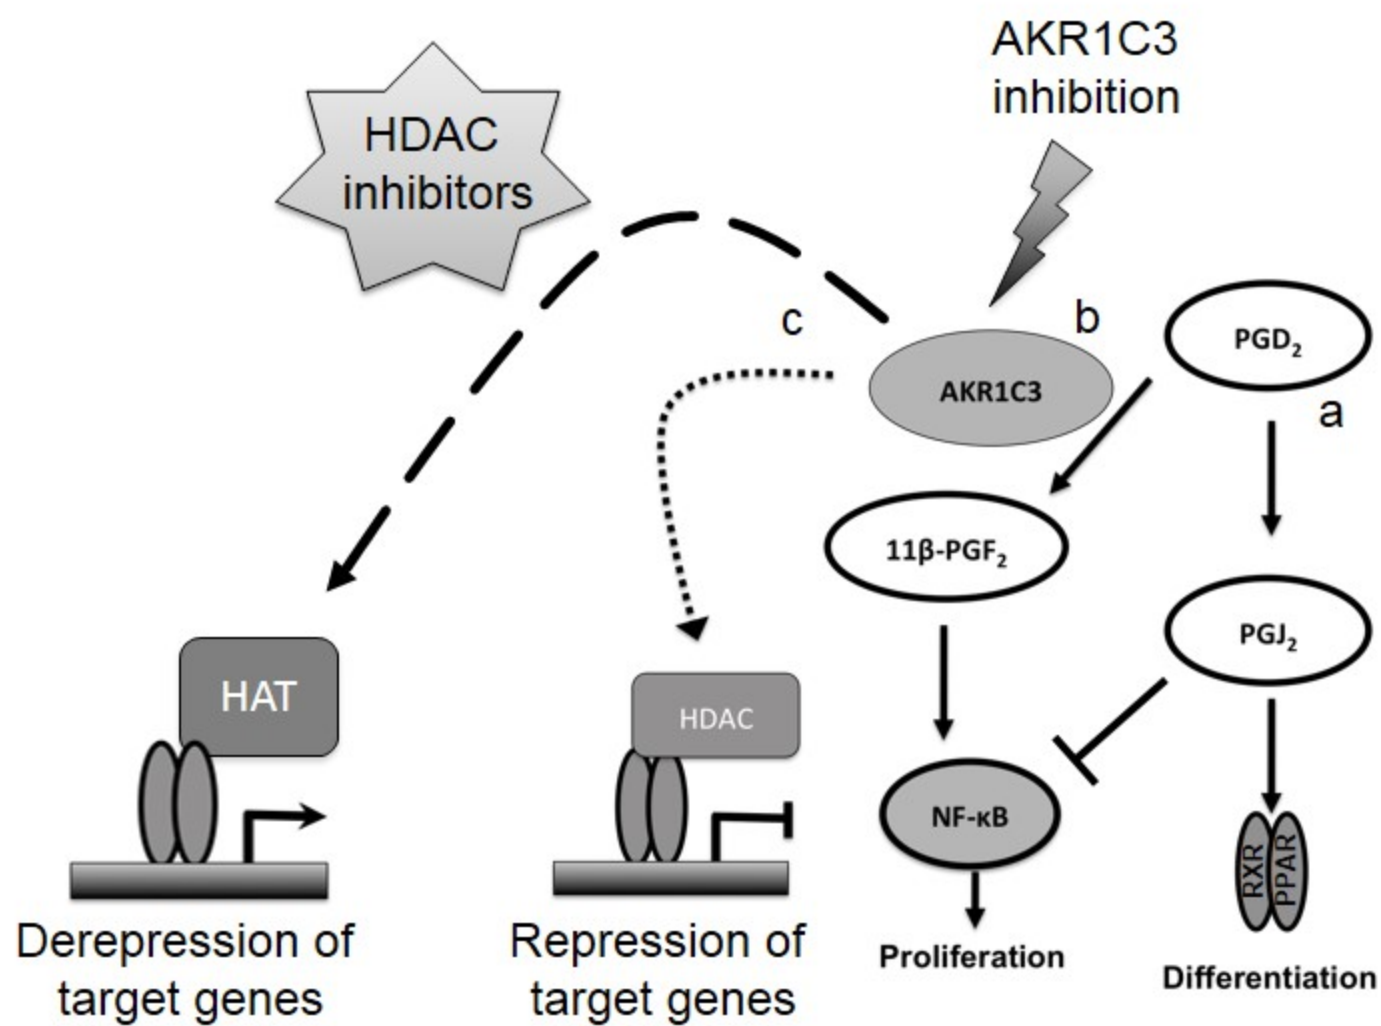 AKR1C3
inhibition
HDAC
inhibitors
c
b
PGD₂
AKR1C3
a
11β-PGF₂
PGJ₂
HAT
HDAC
NF-κB
RXR
PPAR
Derepression of
target genes
Repression of
target genes
Proliferation
Differentiation